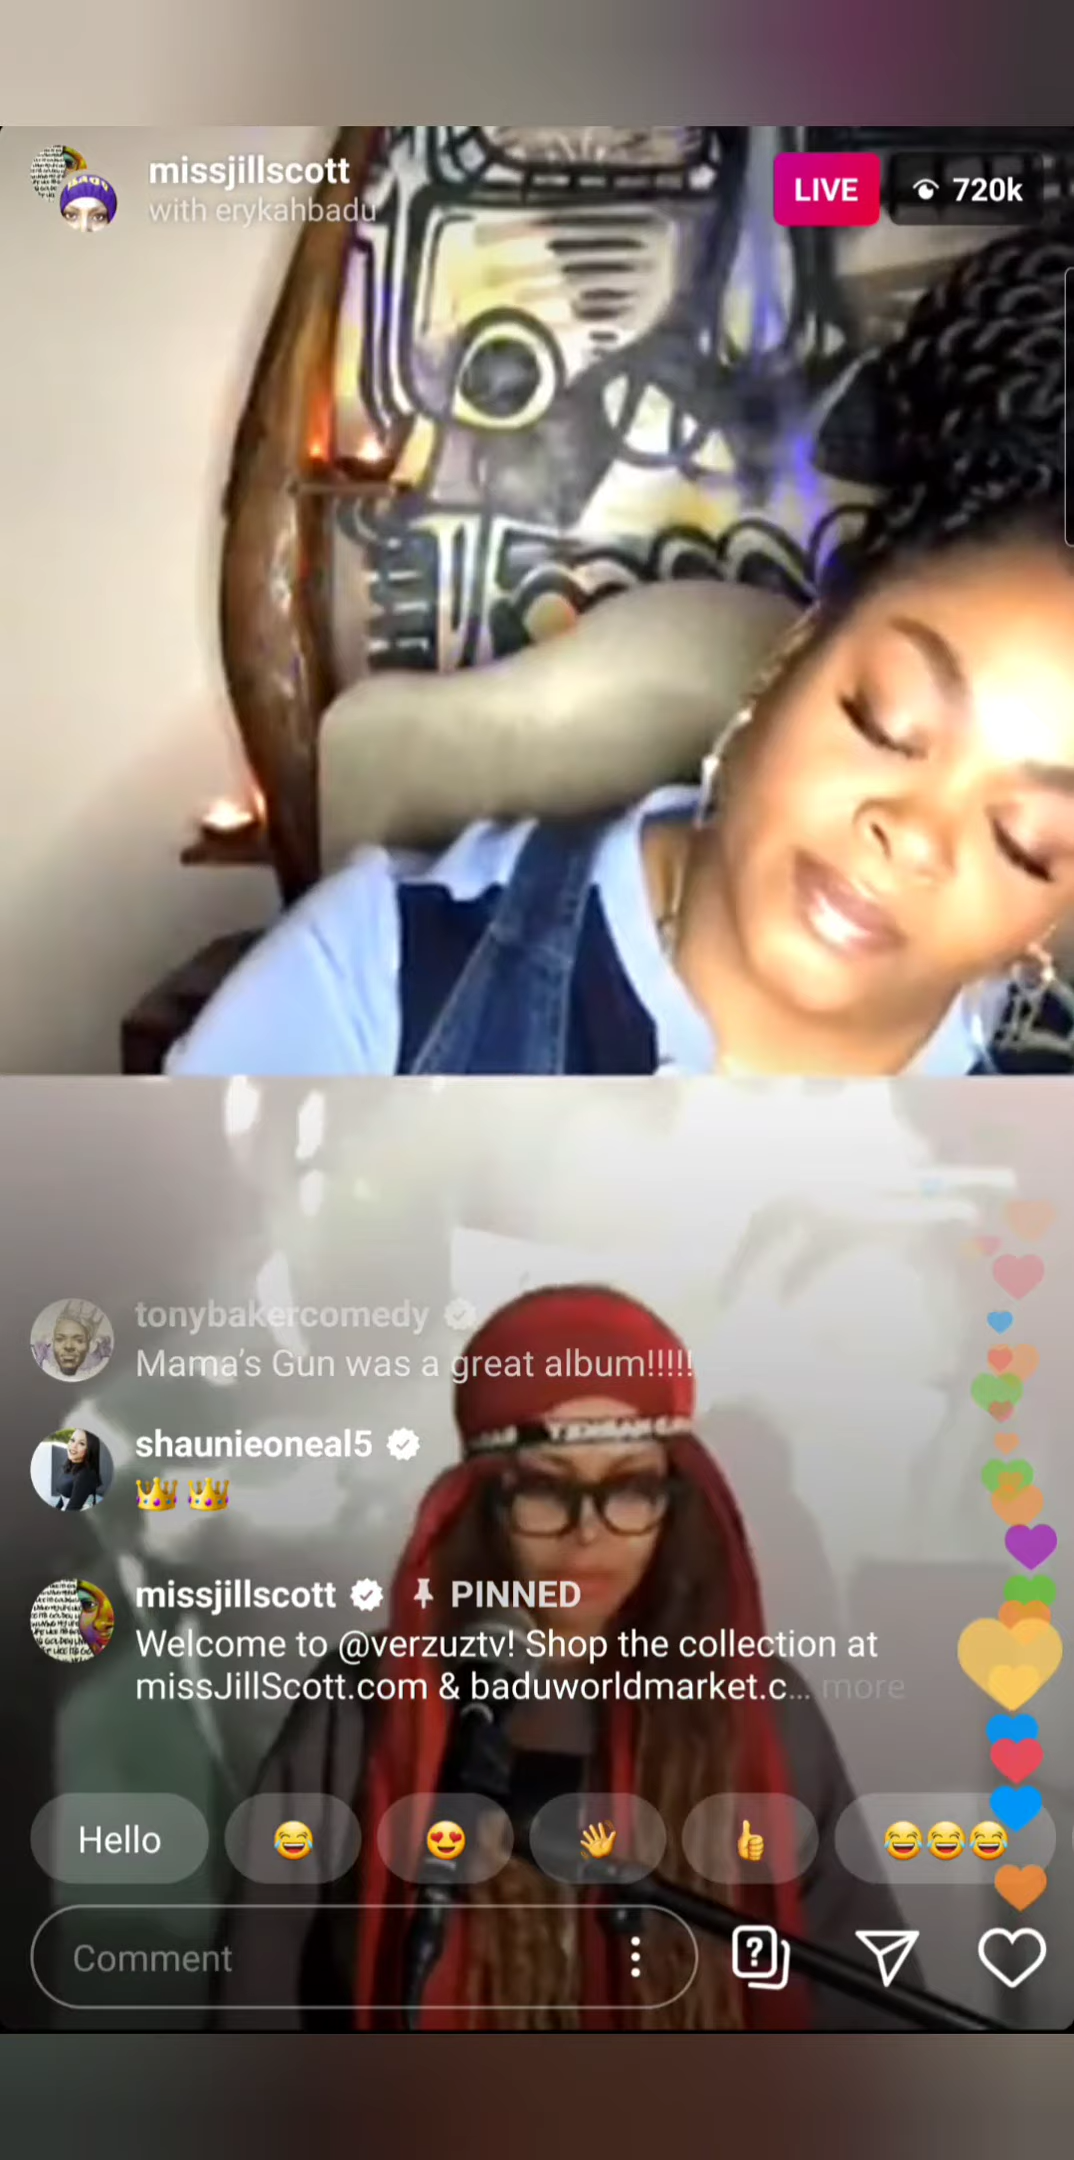 missjillscott
with erykahbadu
LIVE
720k
tonybakercomedy
Mama's Gun was a great album!!!!!
shaunieoneal5
👑 👑
missjillscott PINNED
Welcome to @verzuztv! Shop the collection at
missJillScott.com & baduworldmarket.c... more
Hello
😂
😍
👋
👍
😂😂😂
Comment